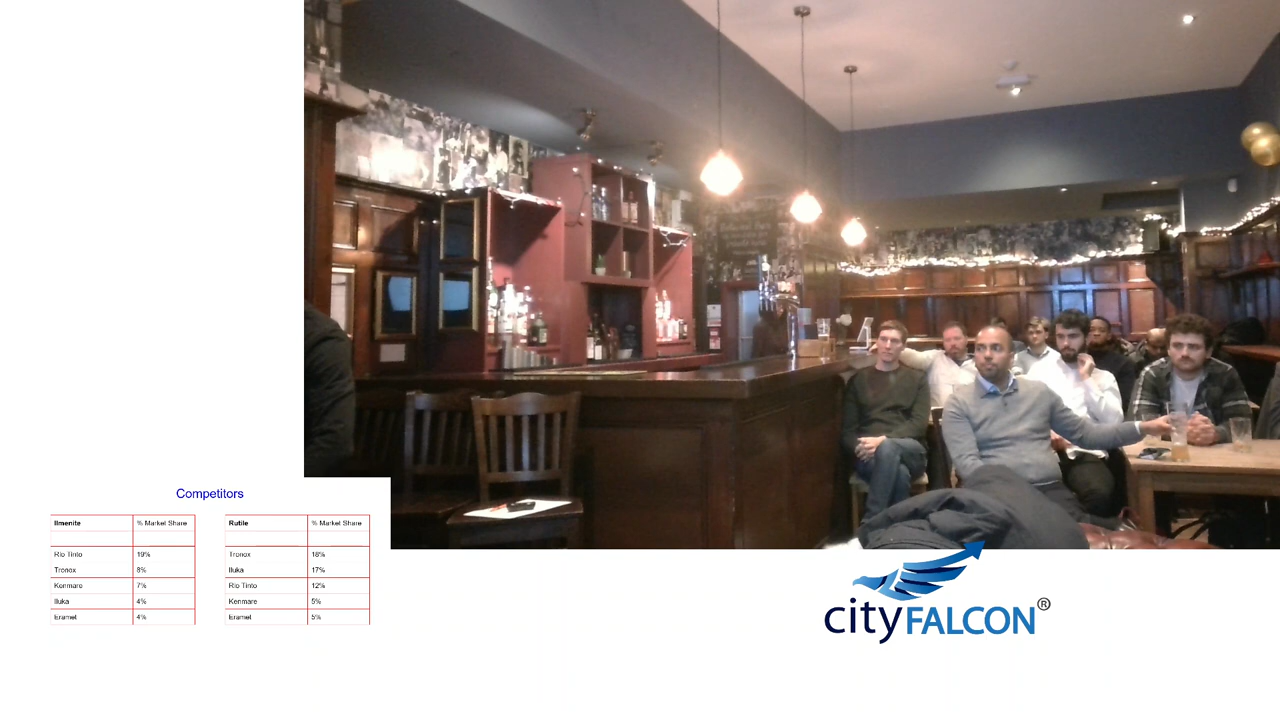 Competitors
Ilmenite % Market Share
Rio Tinto 19%
Tronox 8%
Kenmare 7%
Iluka 4%
Eramet 4%
Rutile % Market Share
Tronox 18%
Iluka 17%
Rio Tinto 12%
Kenmare 5%
Eramet 5%
cityFALCON®